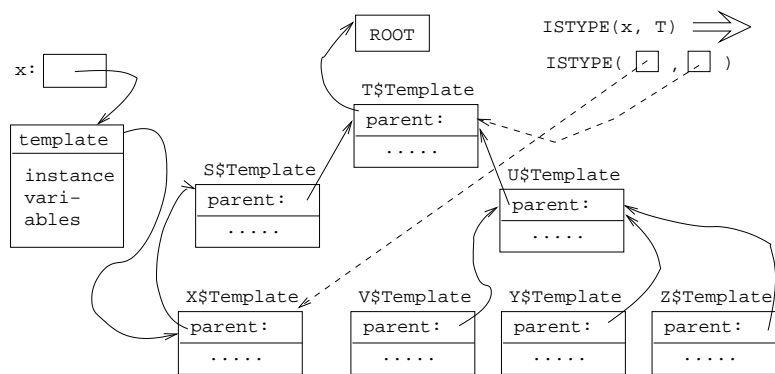 ROOT
ISTYPE(x, T)
x:
ISTYPE( , )
T$Template
template
parent:
.....
instance
vari-
ables
S$Template
parent:
.....
U$Template
parent:
.....
X$Template
V$Template
Y$Template
Z$Template
parent:
parent:
parent:
parent:
.....
.....
.....
.....